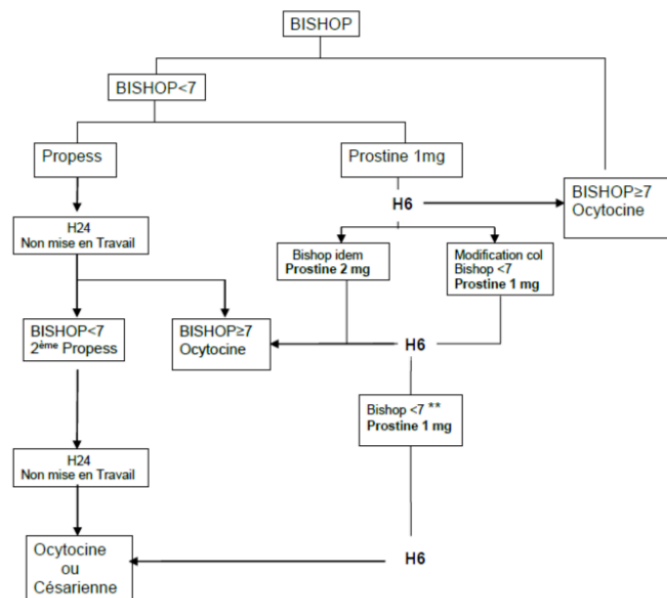 BISHOP
BISHOP<7
Propess
Prostine 1mg
BISHOP≥7
Ocytocine
H6
H24
Non mise en Travail
Bishop idem
Prostine 2 mg
Modification col
Bishop <7
Prostine 1 mg
BISHOP<7
2ème Propess
BISHOP≥7
Ocytocine
H6
Bishop <7 **
Prostine 1 mg
H24
Non mise en Travail
Ocytocine
ou
Césarienne
H6